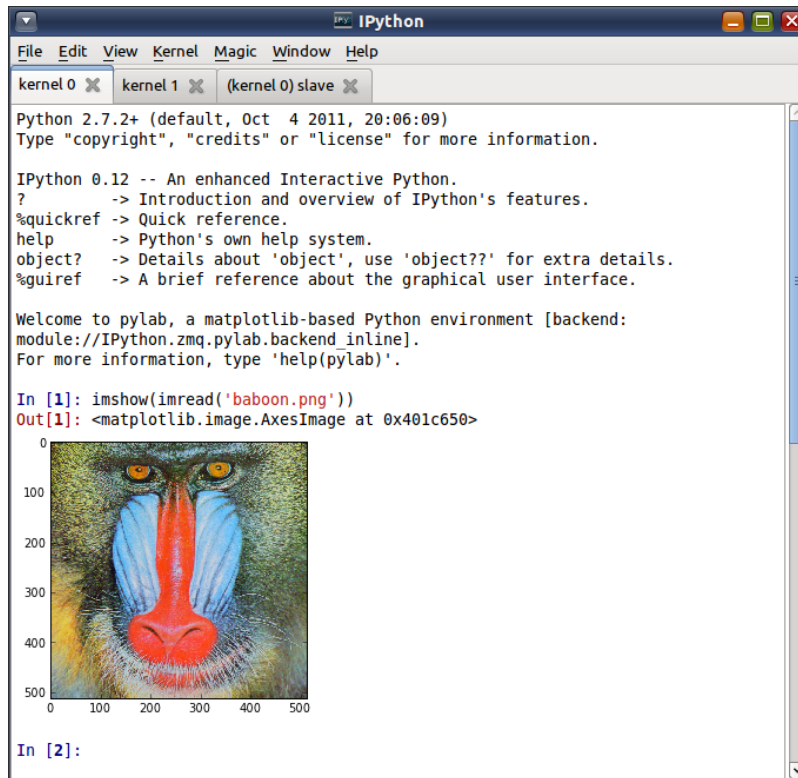 IPy IPython
File Edit View Kernel Magic Window Help
kernel 0 kernel 1 (kernel 0) slave
Python 2.7.2+ (default, Oct  4 2011, 20:06:09)
Type "copyright", "credits" or "license" for more information.
IPython 0.12 -- An enhanced Interactive Python.
?         -> Introduction and overview of IPython's features.
%quickref -> Quick reference.
help      -> Python's own help system.
object?   -> Details about 'object', use 'object??' for extra details.
%guiref   -> A brief reference about the graphical user interface.
Welcome to pylab, a matplotlib-based Python environment [backend:
module://IPython.zmq.pylab.backend_inline].
For more information, type 'help(pylab)'.
In [1]: imshow(imread('baboon.png'))
Out[1]: <matplotlib.image.AxesImage at 0x401c650>
0
100
200
300
400
500
0 100 200 300 400 500
In [2]: